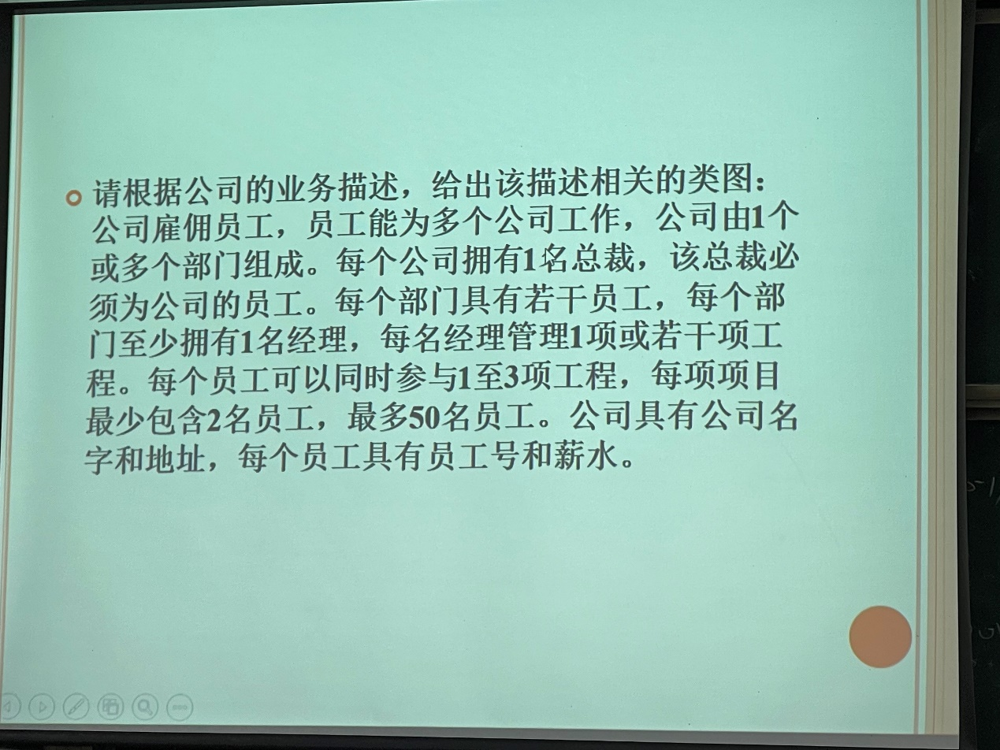 请根据公司的业务描述，给出该描述相关的类图：
公司雇佣员工，员工能为多个公司工作，公司由1个
或多个部门组成。每个公司拥有1名总裁，该总裁必
须为公司的员工。每个部门具有若干员工，每个部
门至少拥有1名经理，每名经理管理1项或若干项工
程。每个员工可以同时参与1至3项工程，每项项目
最少包含2名员工，最多50名员工。公司具有公司名
字和地址，每个员工具有员工号和薪水。